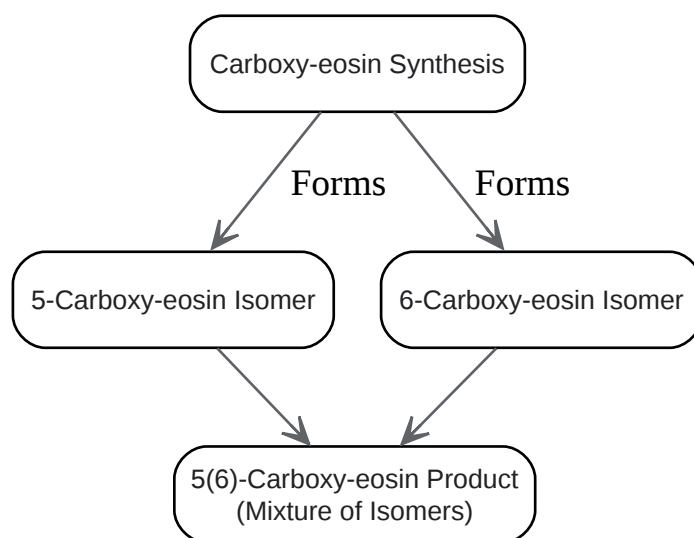 Carboxy-eosin Synthesis
Forms Forms
5-Carboxy-eosin Isomer
6-Carboxy-eosin Isomer
5(6)-Carboxy-eosin Product
(Mixture of Isomers)